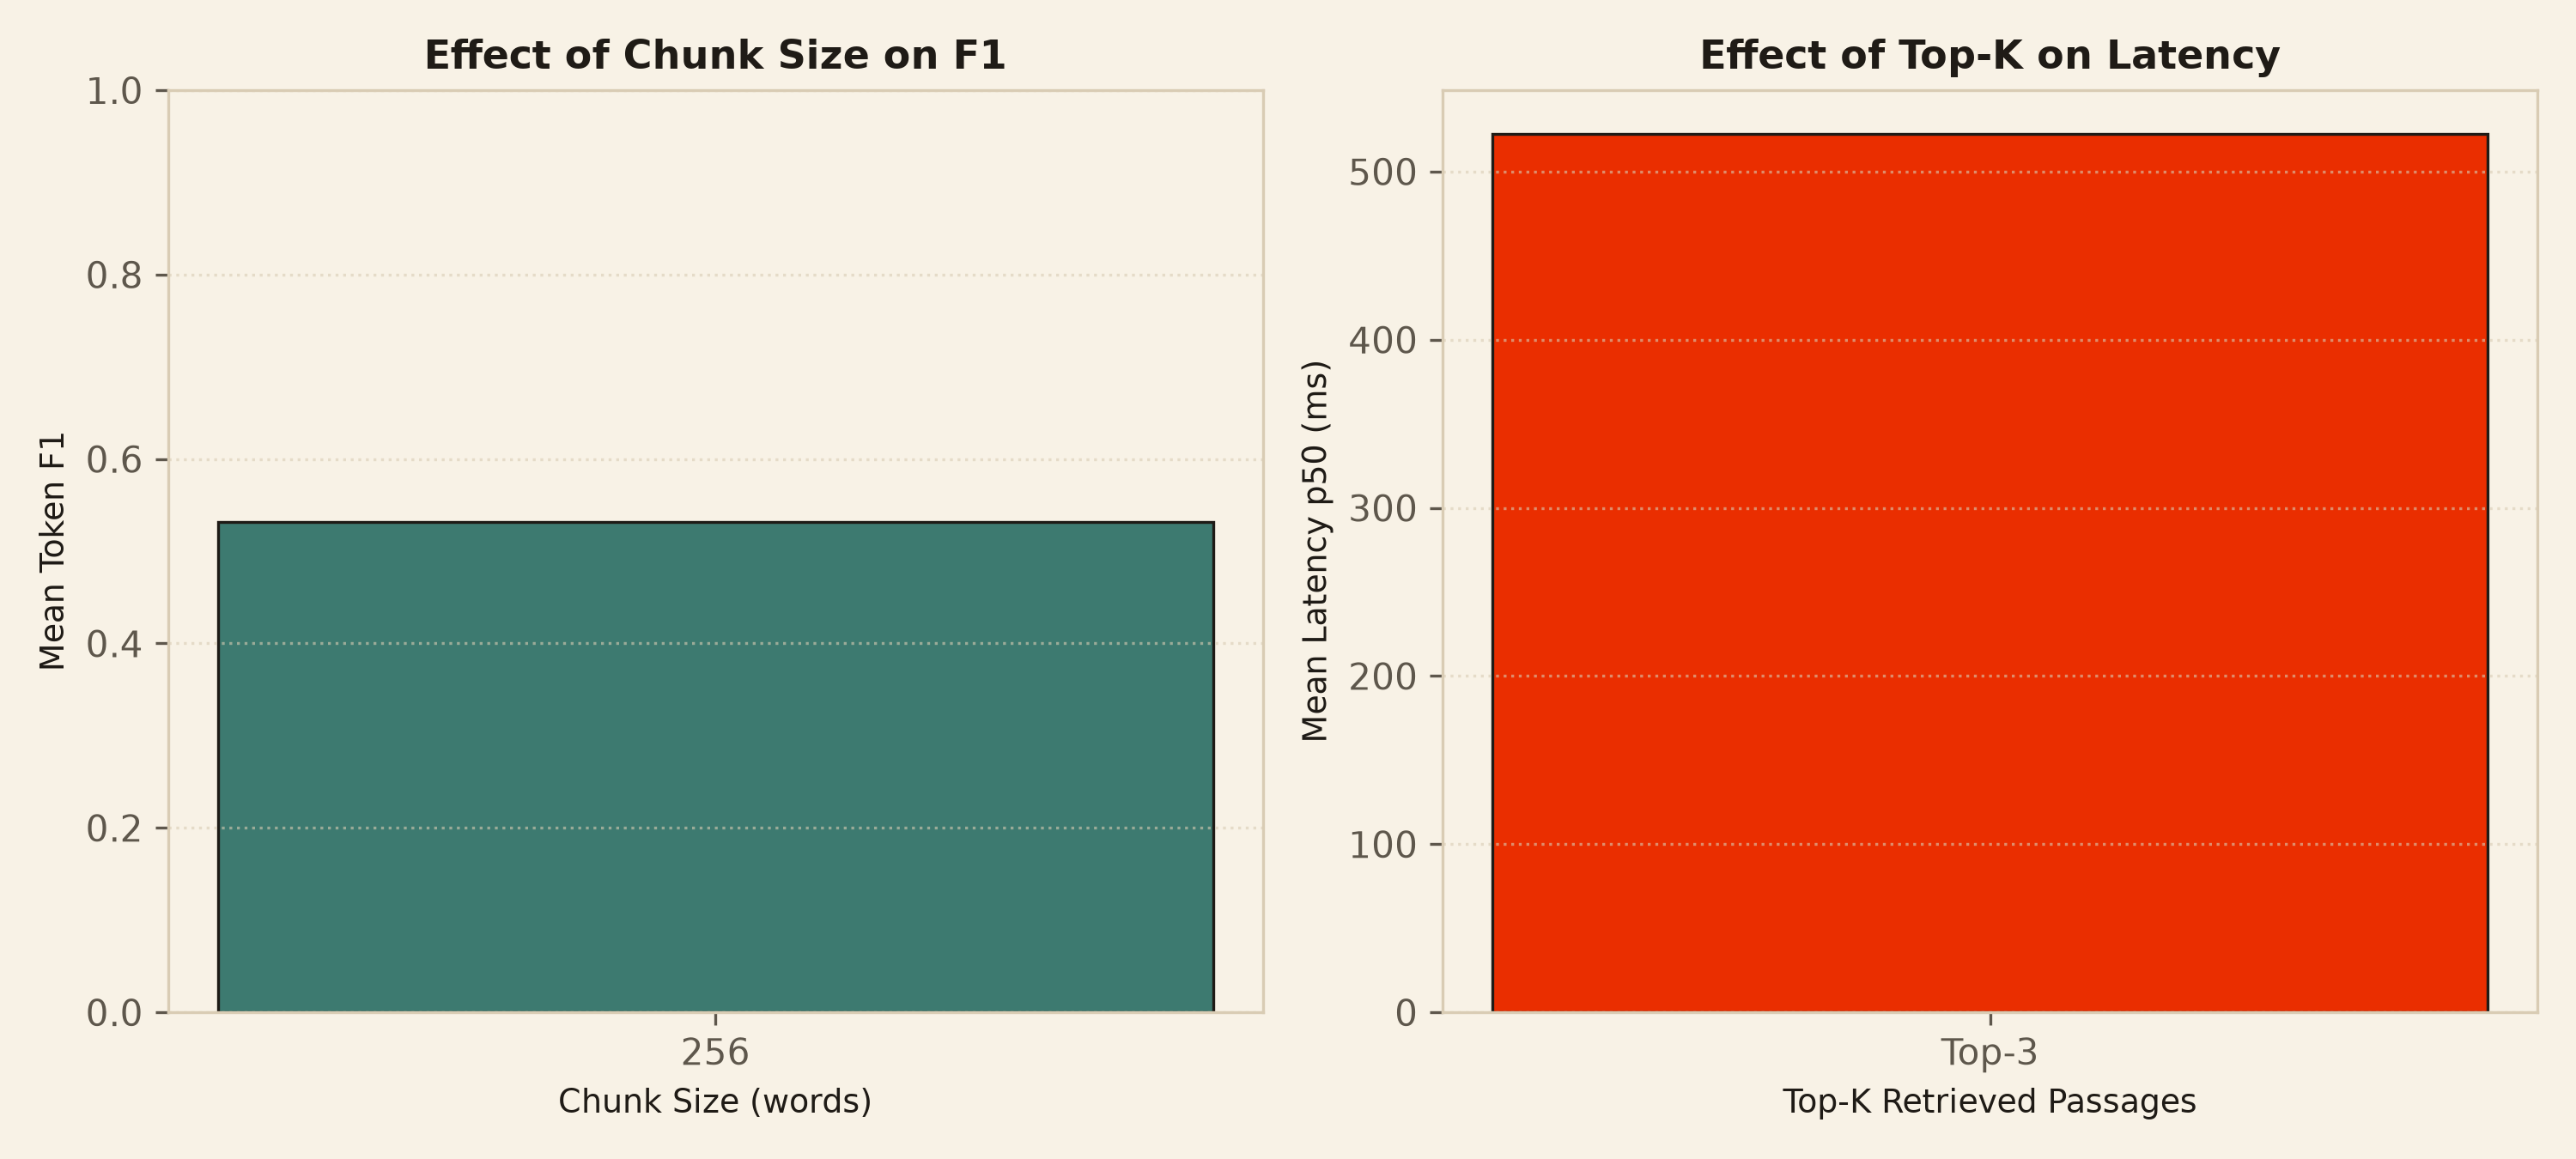 Effect of Chunk Size on F1
1.0
0.8
0.6
0.4
0.2
0.0
Mean Token F1
256
Chunk Size (words)
Effect of Top-K on Latency
500
400
300
200
100
0
Mean Latency p50 (ms)
Top-3
Top-K Retrieved Passages